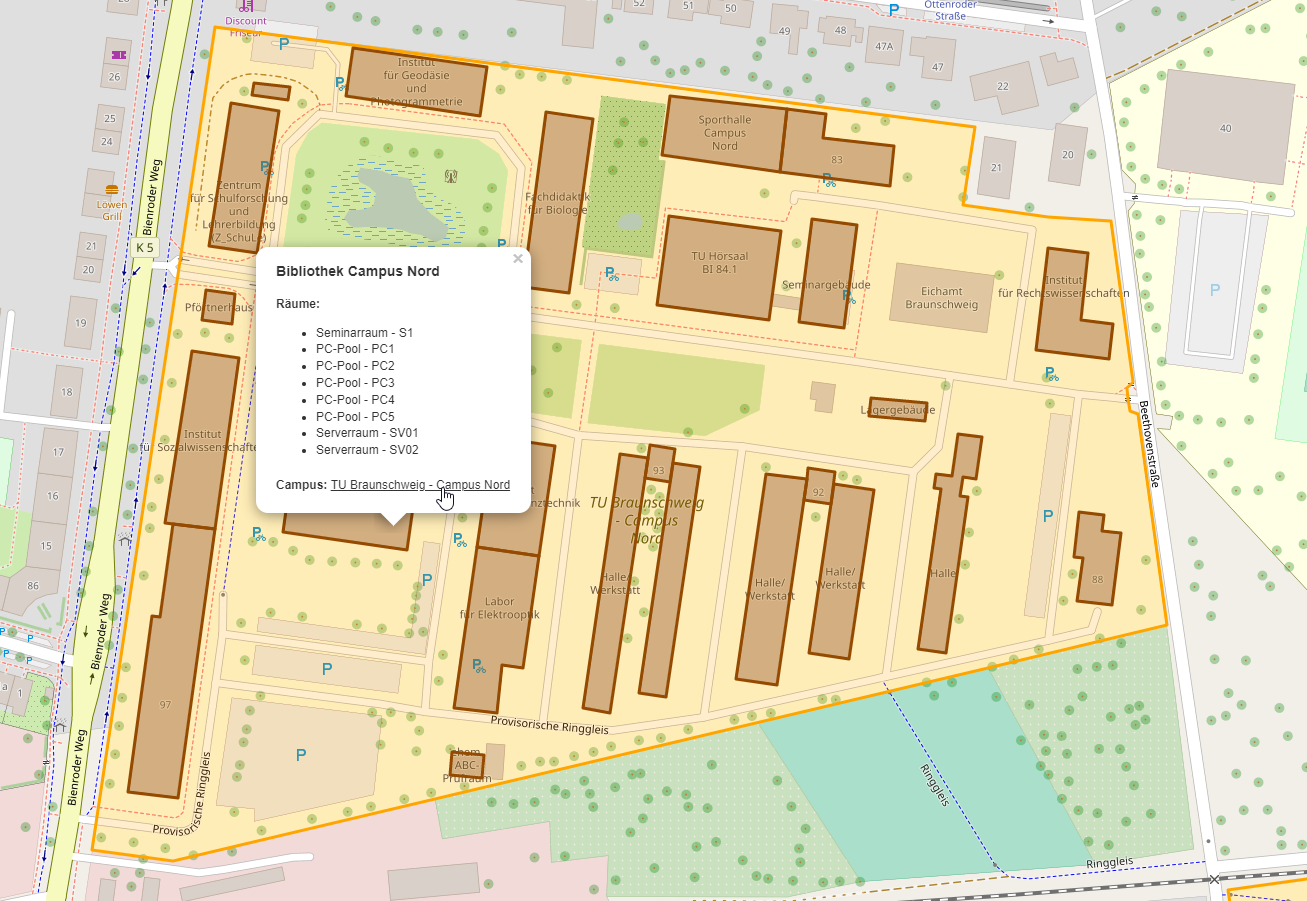 52
51
50
Ottenroder
Straße
P
Discount
Friseur
P
49
48
47A
47
26
Institut
für Geodäsie
und
Photogrammetrie
P
22
25
24
Sporthalle
Campus
Nord
83
40
21
20
P
P
Bienroder Weg
Zentrum
für Schulforschung
und
Lehrerbildung
(Z_SchuLe)
Fachdidaktik
für Biologie
Löwen
Grill
21
20
K 5
P
P
TU Hörsaal
BI 84.1
Seminargebäude
P
Eichamt
Braunschweig
Institut
für Rechtswissenschaften
P
Pförtnerhaus
Bibliothek Campus Nord
×
Räume:
Seminarraum - S1
PC-Pool - PC1
PC-Pool - PC2
PC-Pool - PC3
PC-Pool - PC4
PC-Pool - PC5
Serverraum - SV01
Serverraum - SV02
Campus: TU Braunschweig - Campus Nord
19
18
P
Lagergebäude
Beethovenstraße
17
16
15
86
Institut
für Sozialwissenschafte
nztechnik
93
92
TU Braunschweig
- Campus
Nord
P
P
P
P
Halle/
Werkstatt
Halle/
Werkstatt
Halle/
Werkstatt
Halle
88
Labor
für Elektrooptik
P
P
P
P
P
P
Bienroder Weg
a
1
97
P
Provisorische Ringgleis
Bienroder Weg
P
chem.
ABC-
Prüfraum
Provisorische Ringgleis
Ringgleis
Ringgleis